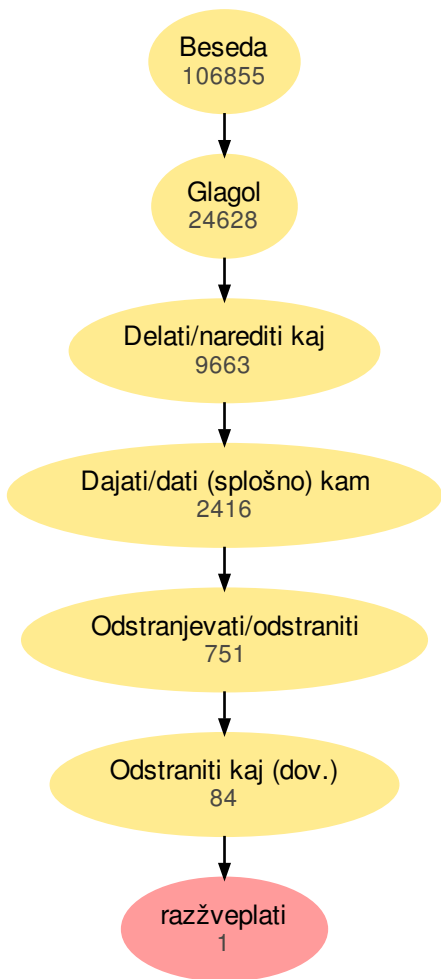 Beseda
106855
Glagol
24628
Delati/narediti kaj
9663
Dajati/dati (splošno) kam
2416
Odstranjevati/odstraniti
751
Odstraniti kaj (dov.)
84
razžveplati
1